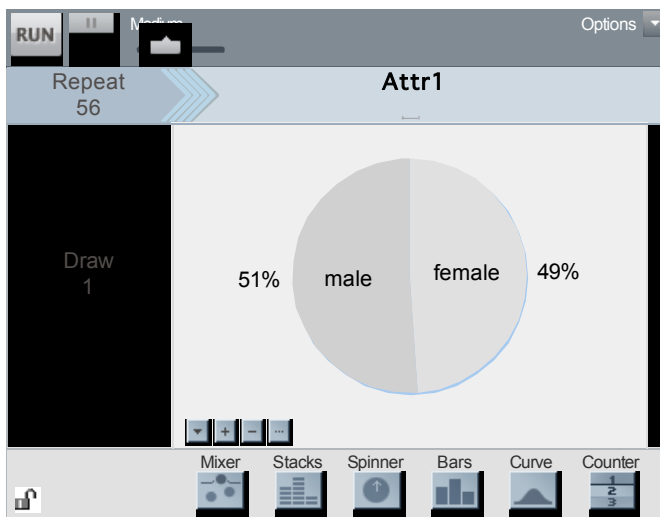 RUN
Options
Repeat
56
Attr1
Draw
1
51%
male
female
49%
Mixer
Stacks
Spinner
Bars
Curve
Counter
1
2
3